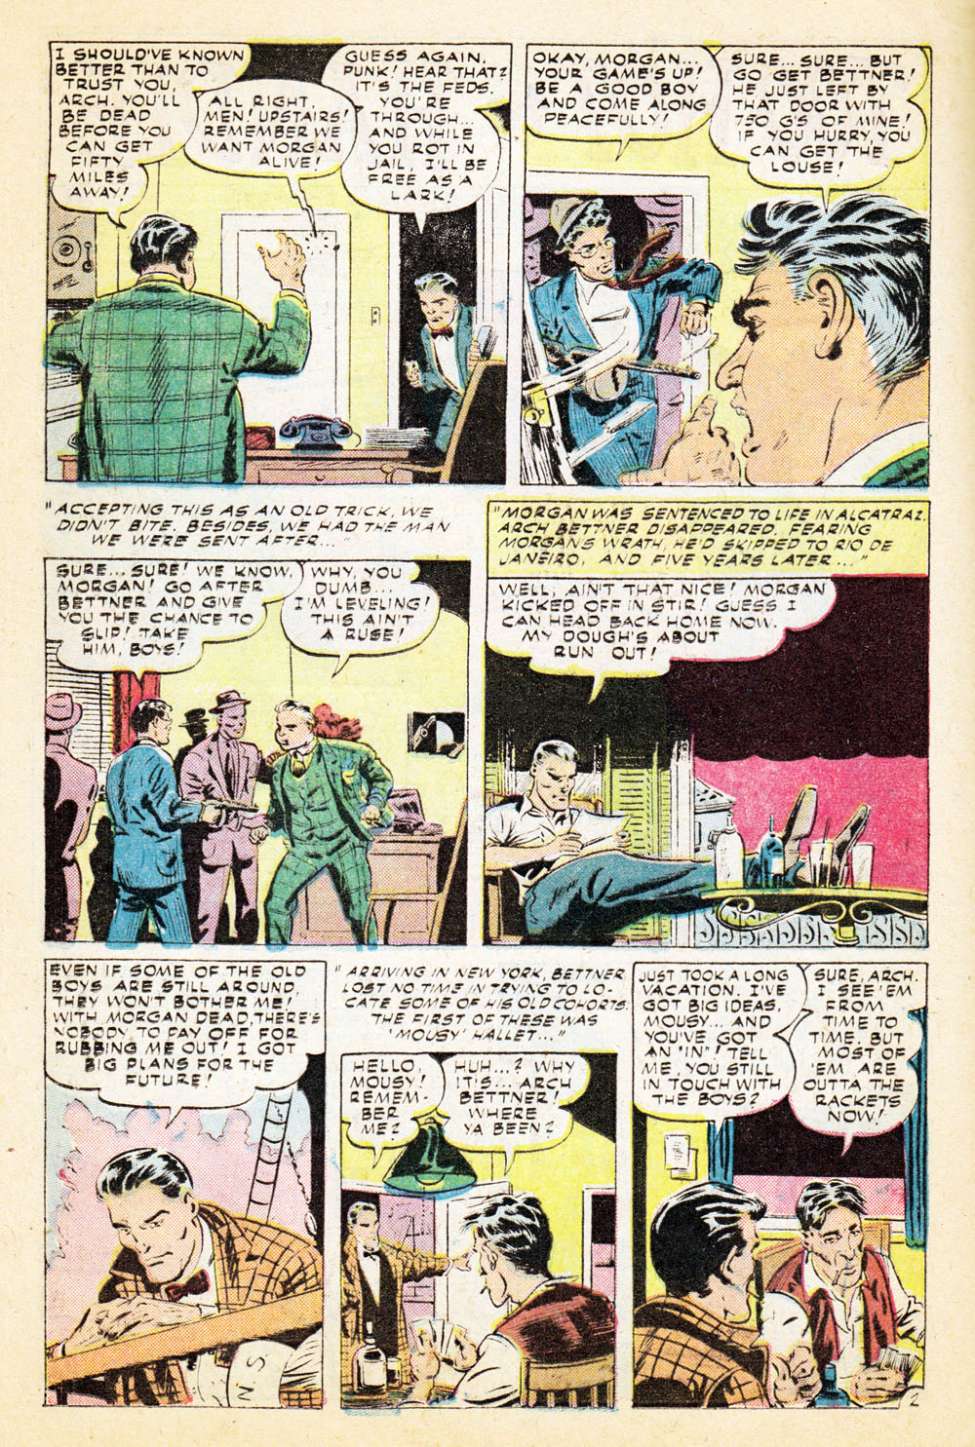 I SHOULD'VE KNOWN
BETTER THAN TO
TRUST YOU,
ARCH. YOU'LL
BE DEAD
BEFORE YOU
CAN GET
FIFTY
MILES
AWAY!
ALL RIGHT,
MEN! UPSTAIRS!
REMEMBER WE
WANT MORGAN
ALIVE!
GUESS AGAIN,
PUNK! HEAR THAT?
IT'S THE FEDS.
YOU'RE
THROUGH...
AND WHILE
YOU ROT IN
JAIL, I'LL BE
FREE AS A
LARK!
OKAY, MORGAN...
YOUR GAME'S UP!
BE A GOOD BOY
AND COME ALONG
PEACEFULLY!
SURE... SURE... BUT
GO GET BETTNER!
HE JUST LEFT BY
THAT DOOR WITH
750 G'S OF MINE!
IF YOU HURRY, YOU
CAN GET THE
LOUSE!
"ACCEPTING THIS AS AN OLD TRICK, WE
DIDN'T BITE. BESIDES, WE HAD THE MAN
WE WERE SENT AFTER..."
SURE... SURE! WE KNOW,
MORGAN! GO AFTER
BETTNER AND GIVE
YOU THE CHANCE TO
SLIP! TAKE
HIM, BOYS!
WHY, YOU
DUMB...
I'M LEVELING!
THIS AIN'T
A RUSE!
"MORGAN WAS SENTENCED TO LIFE IN ALCATRAZ.
ARCH BETTNER DISAPPEARED. FEARING
MORGAN'S WRATH, HE'D SKIPPED TO RIO DE
JANEIRO, AND FIVE YEARS LATER..."
WELL, AIN'T THAT NICE! MORGAN
KICKED OFF IN STIR! GUESS I
CAN HEAD BACK HOME NOW.
MY DOUGH'S ABOUT
RUN OUT!
EVEN IF SOME OF THE OLD
BOYS ARE STILL AROUND,
THEY WON'T BOTHER ME!
WITH MORGAN DEAD, THERE'S
NOBODY TO PAY OFF FOR
RUBBING ME OUT! I GOT
BIG PLANS FOR THE
FUTURE!
N'S
"ARRIVING IN NEW YORK, BETTNER
LOST NO TIME IN TRYING TO LO-
CATE SOME OF HIS OLD COHORTS.
THE FIRST OF THESE WAS
'MOUSY' HALLET..."
HELLO,
MOUSY!
REMEM-
BER
ME?
HUH...? WHY
IT'S... ARCH
BETTNER!
WHERE
YA BEEN?
JUST TOOK A LONG
VACATION. I'VE
GOT BIG IDEAS,
MOUSY... AND
YOU'VE GOT
AN "IN"! TELL
ME, YOU STILL
IN TOUCH WITH
THE BOYS?
SURE, ARCH.
I SEE 'EM
FROM
TIME TO
TIME. BUT
MOST OF
'EM ARE
OUTTA THE
RACKETS
NOW!
2